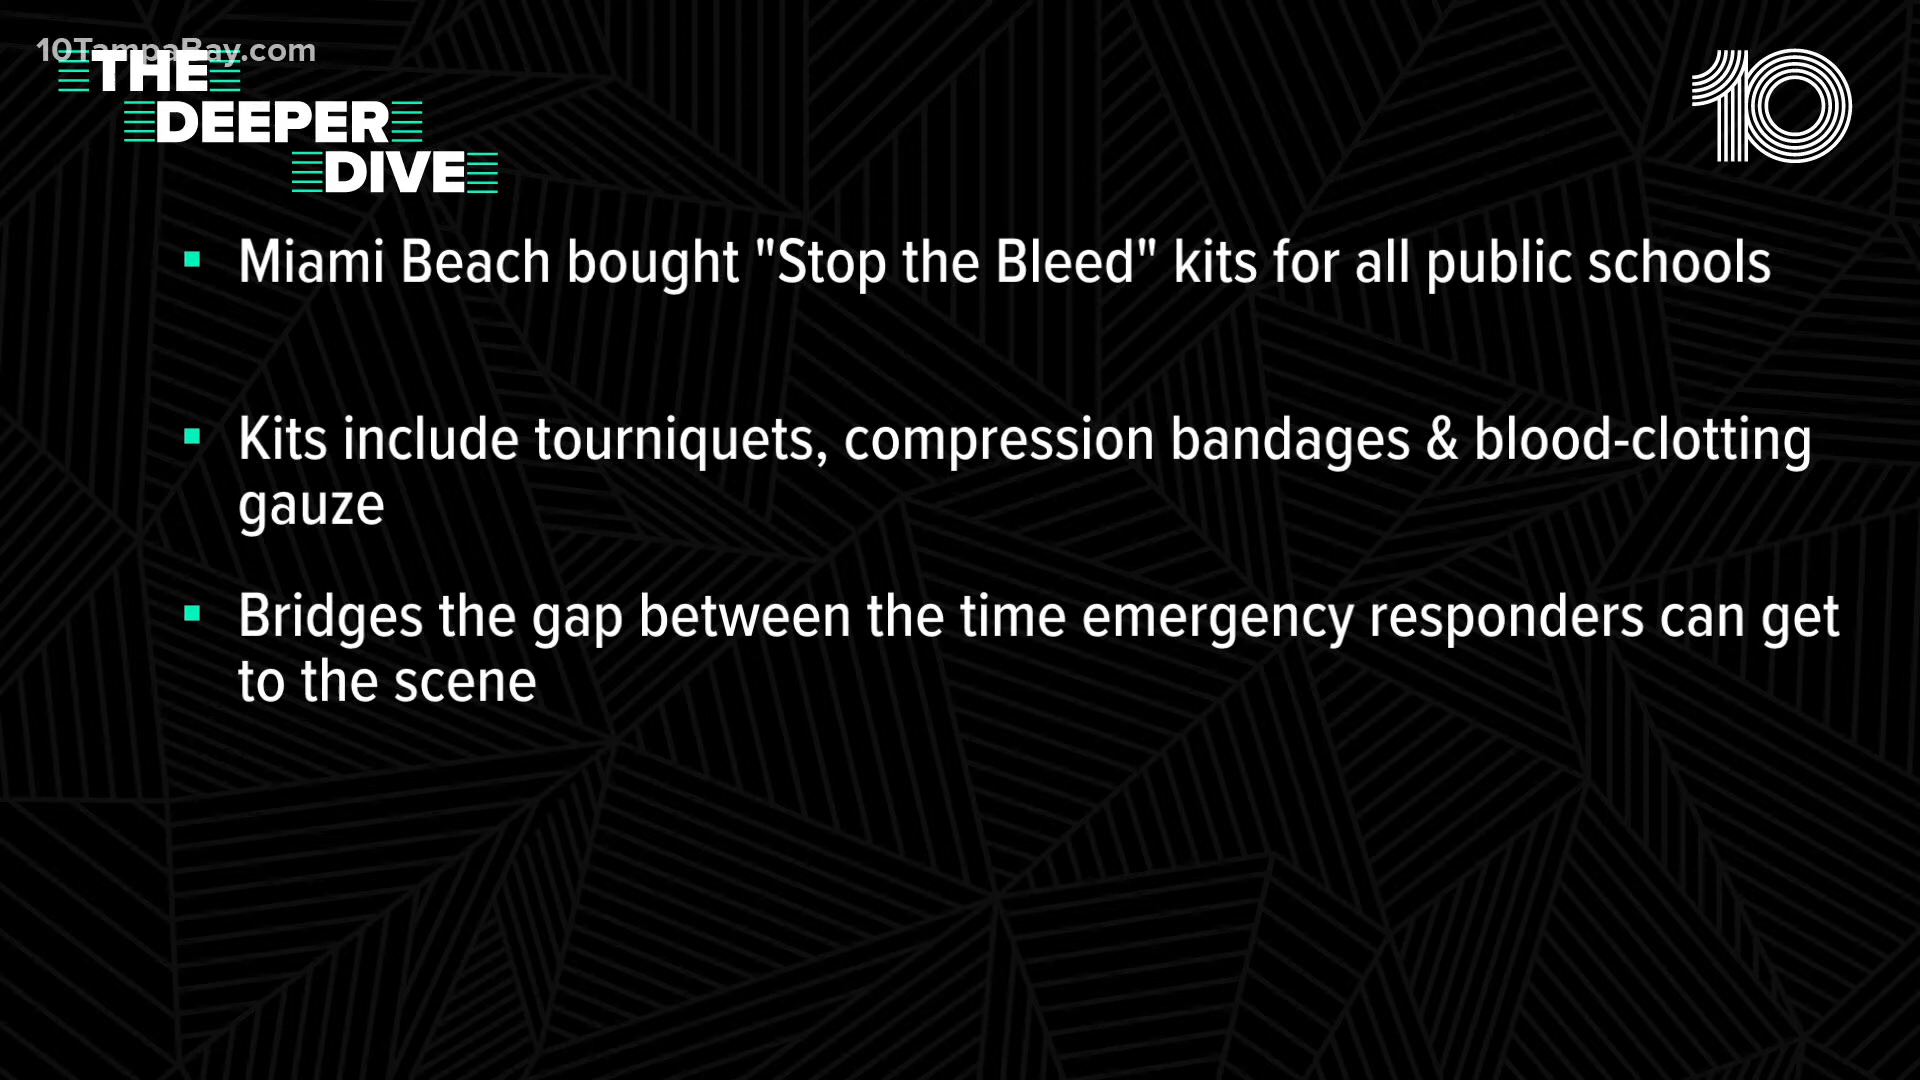 10TampaBay.com
THE
DEEPER
DIVE
10
Miami Beach bought "Stop the Bleed" kits for all public schools
Kits include tourniquets, compression bandages & blood-clotting
gauze
Bridges the gap between the time emergency responders can get
to the scene